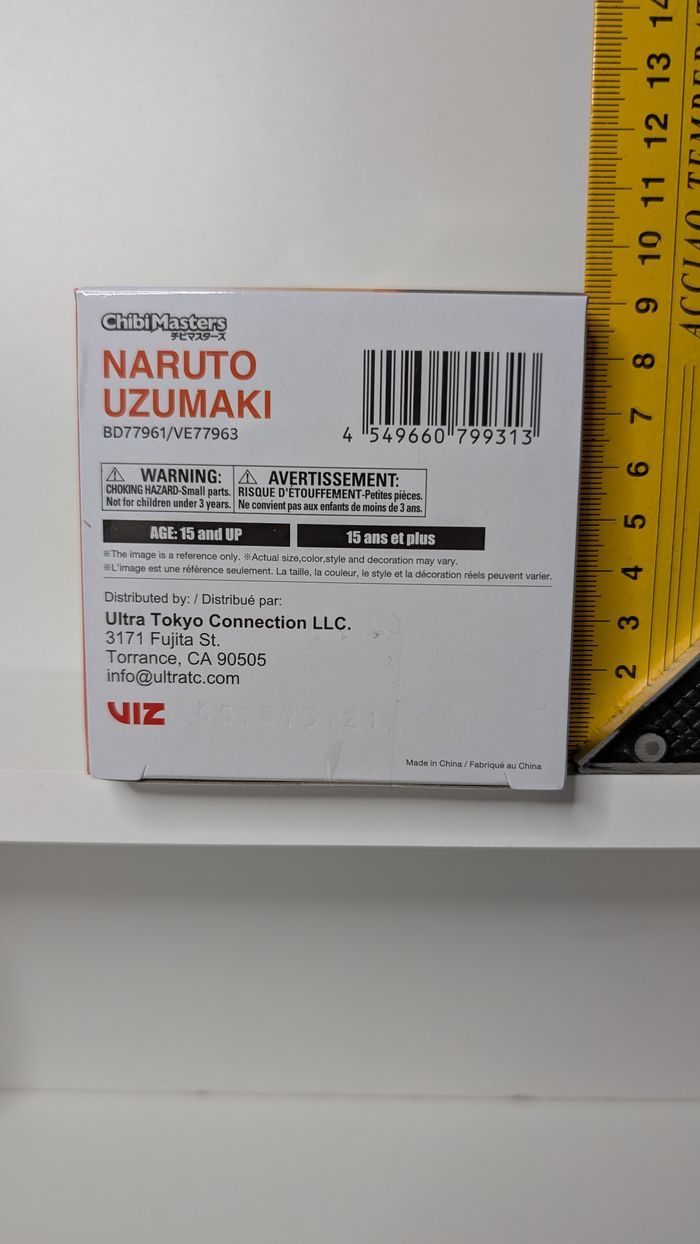 ChibiMasters
チビマスターズ
NARUTO
UZUMAKI
BD77961/VE77963
4 549660 799313
WARNING:
CHOKING HAZARD-Small parts.
Not for children under 3 years.
AVERTISSEMENT:
RISQUE D'ÉTOUFFEMENT-Petites pièces.
Ne convient pas aux enfants de moins de 3 ans.
AGE: 15 and UP
15 ans et plus
※The image is a reference only. ※Actual size,color,style and decoration may vary.
※L'image est une référence seulement. La taille, la couleur, le style et la décoration réels peuvent varier.
Distributed by: / Distribué par:
Ultra Tokyo Connection LLC.
3171 Fujita St.
Torrance, CA 90505
info@ultratc.com
VIZ
Made in China / Fabriqué au China
14
13
12
11
10
9
8
7
6
5
4
3
2
ACCIAO